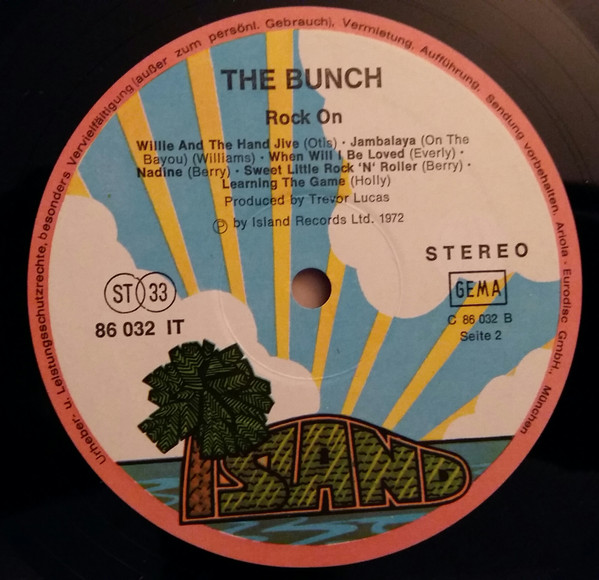 THE BUNCH
Rock On
Willie And The Hand Jive (Otis) · Jambalaya (On The
Bayou) (Williams) · When Will I Be Loved (Everly) ·
Nadine (Berry) · Sweet Little Rock 'N' Roller (Berry) ·
Learning The Game (Holly)
Produced by Trevor Lucas
Ⓟ by Island Records Ltd. 1972
STEREO
ST 33
GEMA
86 032 IT
C 86 032 B
Seite 2
ISLAND
Urheber- u. Leistungsschutzrechte, besonders Vervielfältigung (außer zum persönl. Gebrauch), Vermietung, Aufführung, Sendung vorbehalten. Ariola-Eurodisc GmbH., München